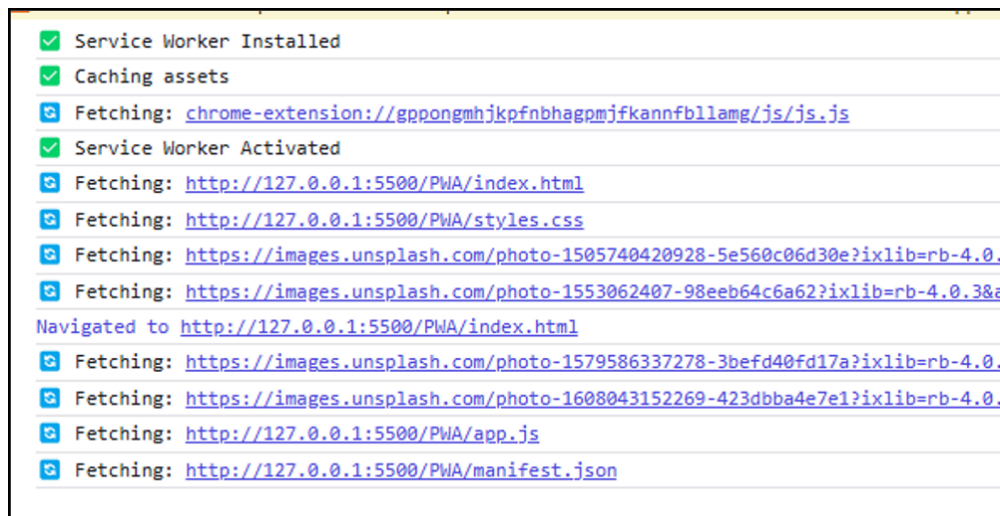 ✅ Service Worker Installed
✅ Caching assets
🔄 Fetching: chrome-extension://gppongmhjkpfnbhagpmjfkannfbllamg/js/js.js
✅ Service Worker Activated
🔄 Fetching: http://127.0.0.1:5500/PWA/index.html
🔄 Fetching: http://127.0.0.1:5500/PWA/styles.css
🔄 Fetching: https://images.unsplash.com/photo-1505740420928-5e560c06d30e?ixlib=rb-4.0.
🔄 Fetching: https://images.unsplash.com/photo-1553062407-98eeb64c6a62?ixlib=rb-4.0.3&a
Navigated to http://127.0.0.1:5500/PWA/index.html
🔄 Fetching: https://images.unsplash.com/photo-1579586337278-3befd40fd17a?ixlib=rb-4.0.
🔄 Fetching: https://images.unsplash.com/photo-1608043152269-423dbba4e7e1?ixlib=rb-4.0.
🔄 Fetching: http://127.0.0.1:5500/PWA/app.js
🔄 Fetching: http://127.0.0.1:5500/PWA/manifest.json